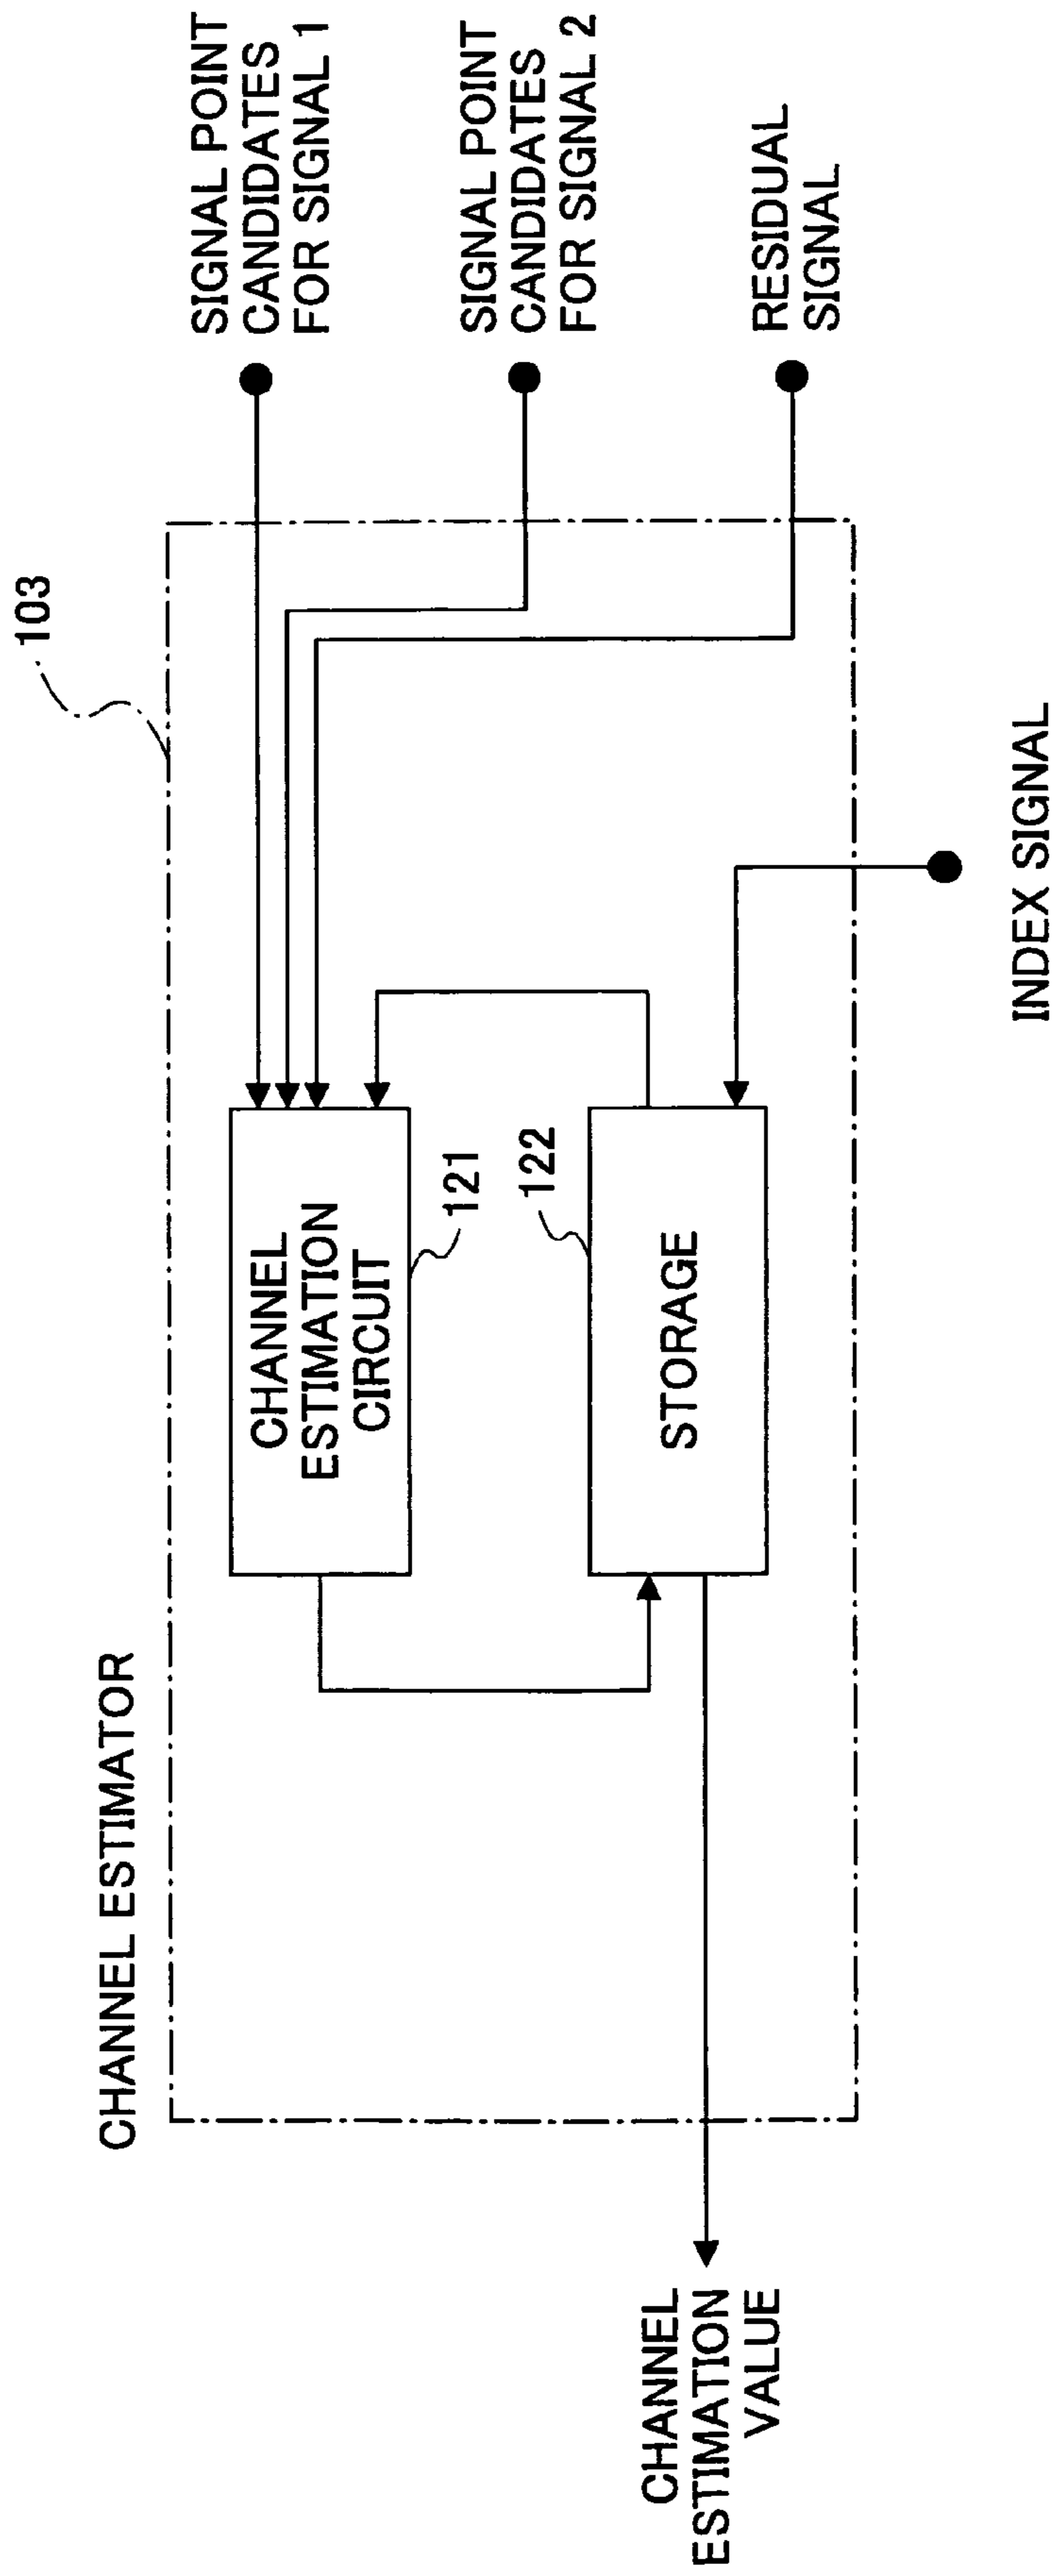 CHANNEL ESTIMATOR
103
SIGNAL POINT
CANDIDATES
FOR SIGNAL 1
CHANNEL
ESTIMATION
CIRCUIT
121
SIGNAL POINT
CANDIDATES
FOR SIGNAL 2
122
STORAGE
RESIDUAL
SIGNAL
CHANNEL
ESTIMATION
VALUE
INDEX SIGNAL